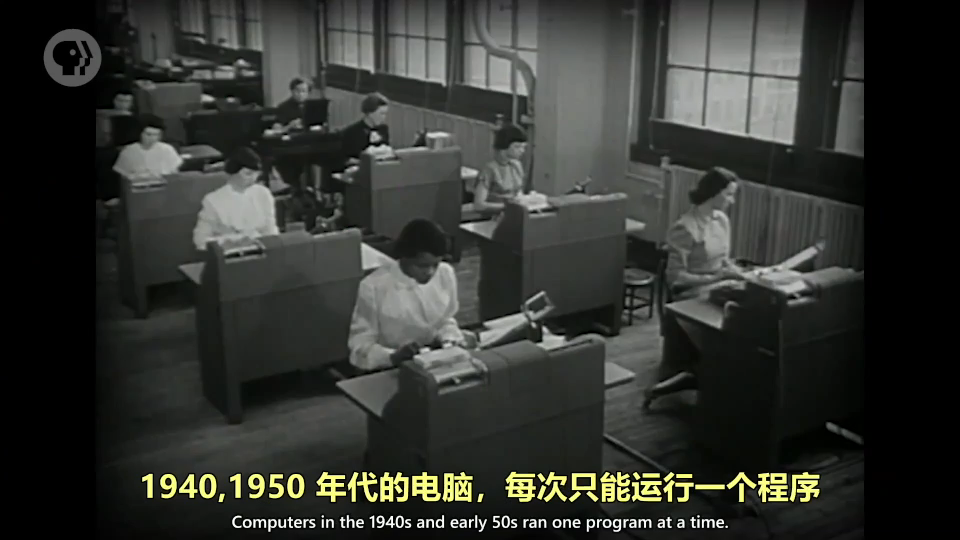 1940,1950 年代的电脑，每次只能运行一个程序
Computers in the 1940s and early 50s ran one program at a time.